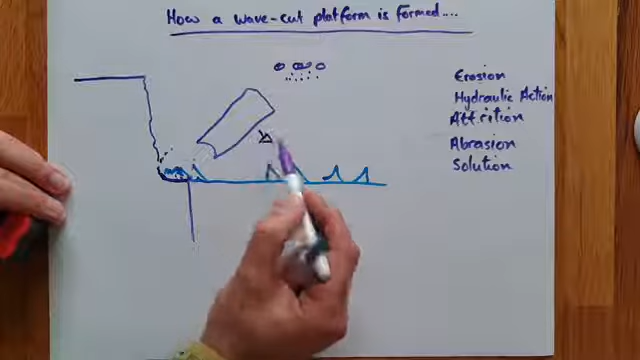 How a wave-cut platform is formed....
Erosion
Hydraulic Action
Attrition
Abrasion
Solution